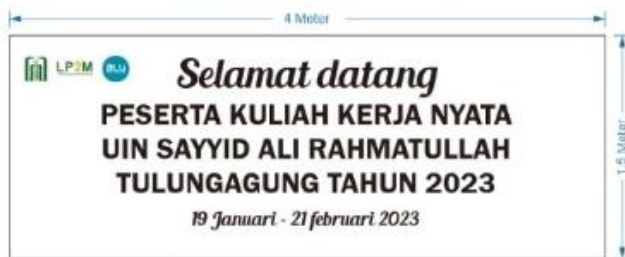 4 Meter
LP2M BLU Selamat datang
PESERTA KULIAH KERJA NYATA
UIN SAYYID ALI RAHMATULLAH
TULUNGAGUNG TAHUN 2023
19 Januari - 21 februari 2023
1.5 Meter